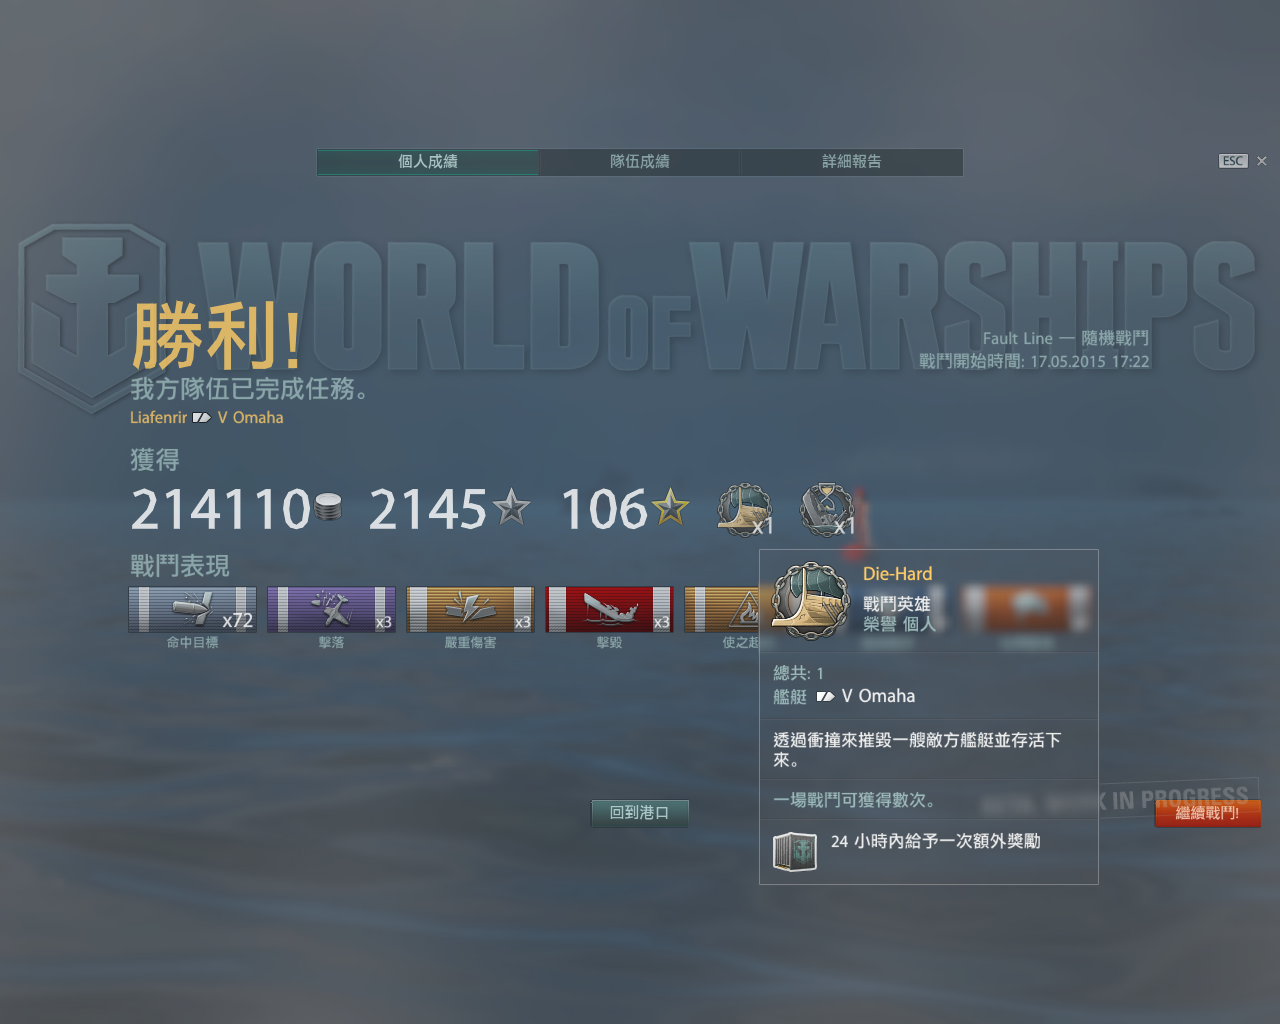 個人成績
隊伍成績
詳細報告
ESC
WORLD OF WARSHIPS
勝利!
Fault Line — 隨機戰鬥
戰鬥開始時間: 17.05.2015 17:22
我方隊伍已完成任務。
Liafenrir V Omaha
獲得
214110 2145 106 x1 x1
戰鬥表現
x72 x3 x3 x3
命中目標 擊落 嚴重傷害 擊毀 使之起
Die-Hard
戰鬥英雄
榮譽 個人
總共: 1
艦艇 V Omaha
透過衝撞來摧毀一艘敵方艦艇並存活下
來。
一場戰鬥可獲得數次。
24 小時內給予一次額外獎勵
IN PROGRESS
回到港口
繼續戰鬥!